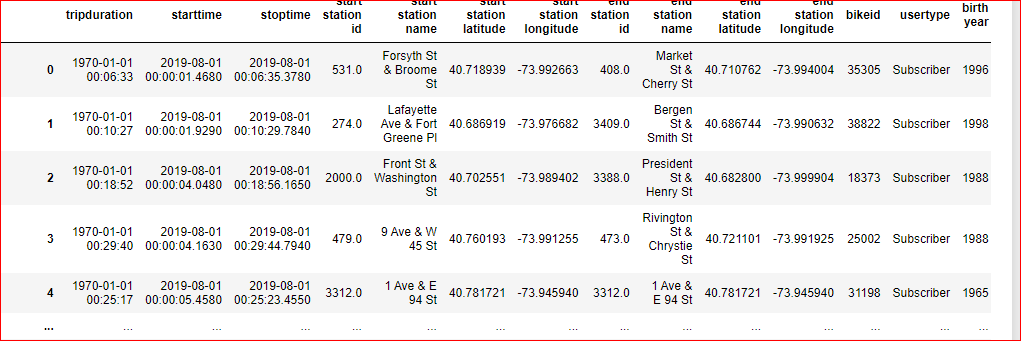 start start start start end end end end
tripduration starttime stoptime station station station station station station station station bikeid usertype birth
id name latitude longitude id name latitude longitude year
Forsyth St Market
1970-01-01 2019-08-01 2019-08-01
0 531.0 & Broome 40.718939 -73.992663 408.0 St & 40.710762 -73.994004 35305 Subscriber 1996
00:06:33 00:00:01.4680 00:06:35.3780
St Cherry St
Lafayette Bergen
1970-01-01 2019-08-01 2019-08-01
1 274.0 Ave & Fort 40.686919 -73.976682 3409.0 St & 40.686744 -73.990632 38822 Subscriber 1998
00:10:27 00:00:01.9290 00:10:29.7840
Greene Pl Smith St
Front St & President
1970-01-01 2019-08-01 2019-08-01
2 2000.0 Washington 40.702551 -73.989402 3388.0 St & 40.682800 -73.999904 18373 Subscriber 1988
00:18:52 00:00:04.0480 00:18:56.1650
St Henry St
Rivington
1970-01-01 2019-08-01 2019-08-01 9 Ave & W St &
3 479.0 40.760193 -73.991255 473.0 40.721101 -73.991925 25002 Subscriber 1988
00:29:40 00:00:04.1630 00:29:44.7940 45 St Chrystie
St
1970-01-01 2019-08-01 2019-08-01 1 Ave & E 1 Ave &
4 3312.0 40.781721 -73.945940 3312.0 40.781721 -73.945940 31198 Subscriber 1965
00:25:17 00:00:05.4580 00:25:23.4550 94 St E 94 St
... ... ... ... ... ... ... ... ... ... ... ... ... ... ...